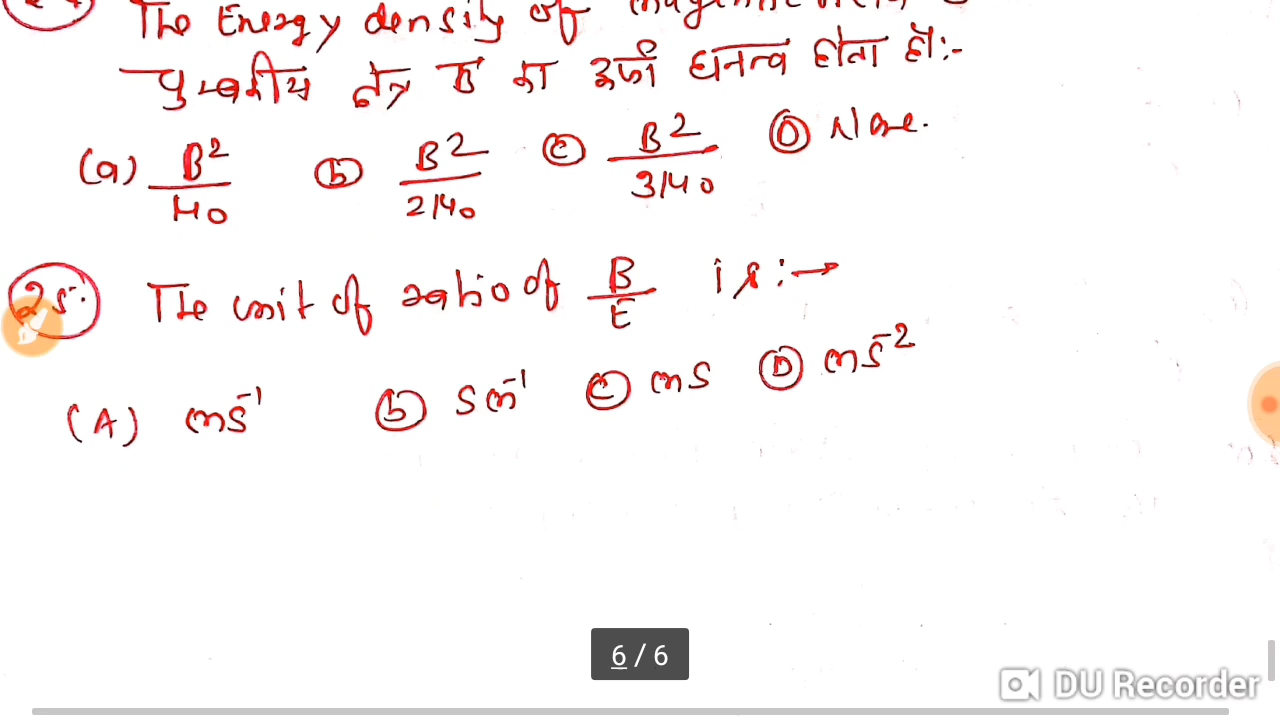 The Energy density of
चुम्बकीय क्षेत्र B का ऊर्जा घनत्व होता है:-
(a) B²/μ₀ (b) B²/2μ₀ (c) B²/3μ₀ (D) None.
25: The unit of ratio of B/E is:→
(A) ms⁻¹ (b) sm⁻¹ (c) ms (D) ms⁻²
6 / 6
DU Recorder